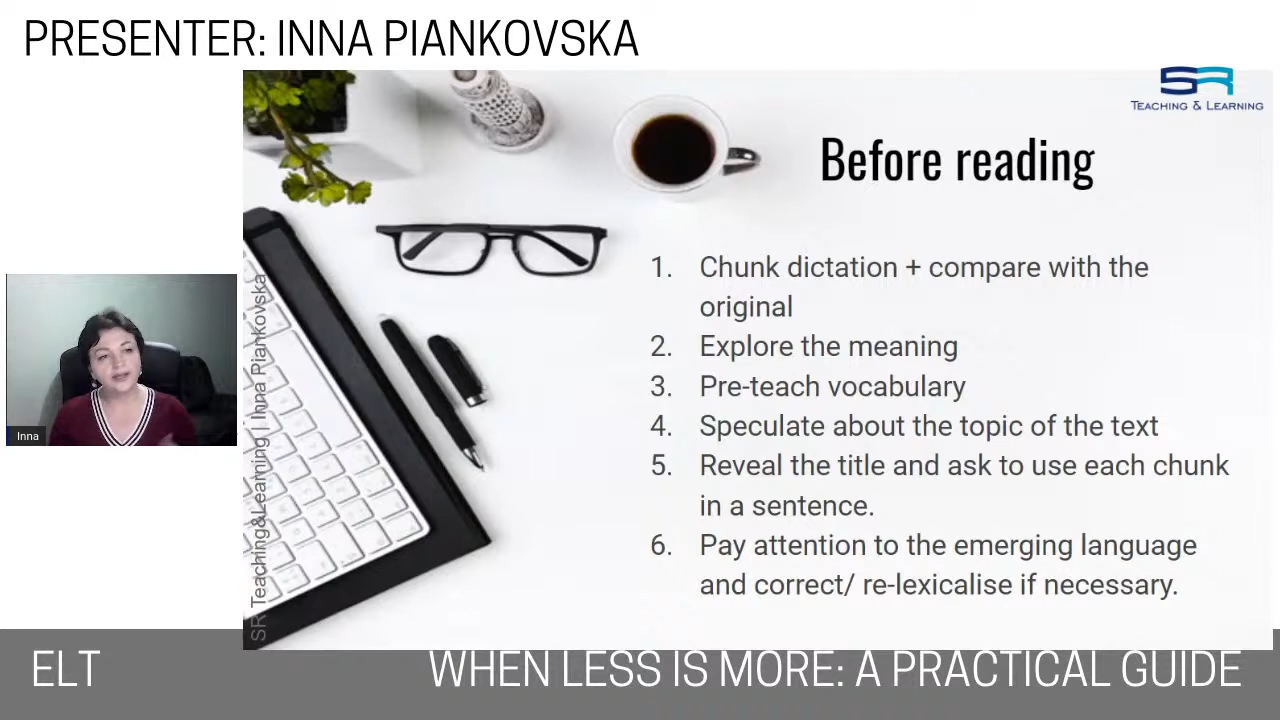 PRESENTER: INNA PIANKOVSKA
SR
TEACHING & LEARNING
Before reading
1. Chunk dictation + compare with the
original
2. Explore the meaning
3. Pre-teach vocabulary
4. Speculate about the topic of the text
5. Reveal the title and ask to use each chunk
in a sentence.
6. Pay attention to the emerging language
and correct/ re-lexicalise if necessary.
SR Teaching&Learning | Inna Piankovska
Inna
ELT
WHEN LESS IS MORE: A PRACTICAL GUIDE